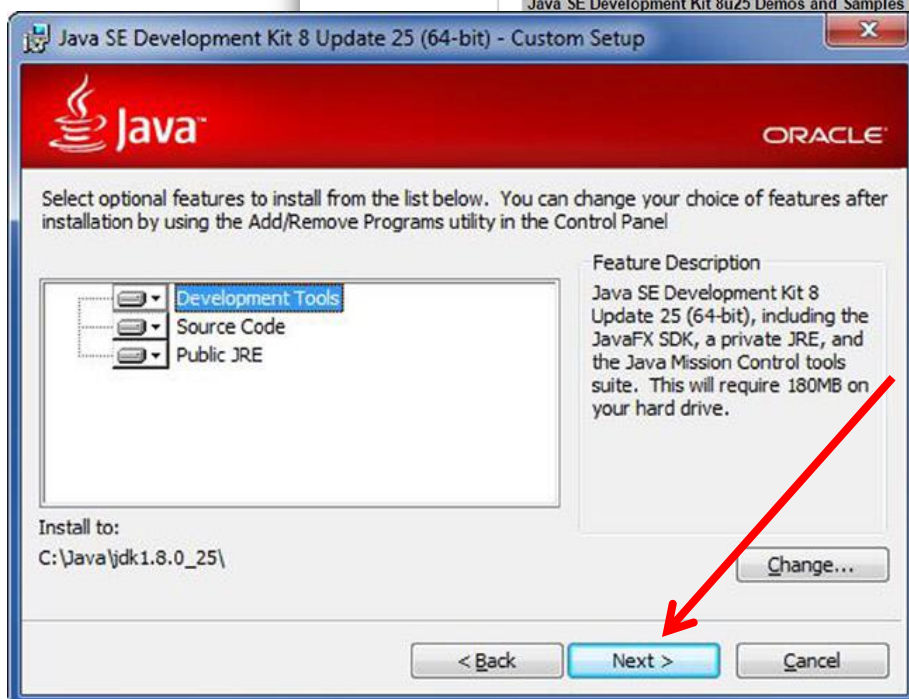 Java SE Development Kit 8u25 Demos and Samples
Java SE Development Kit 8 Update 25 (64-bit) - Custom Setup
Java™
ORACLE®
Select optional features to install from the list below. You can change your choice of features after
installation by using the Add/Remove Programs utility in the Control Panel
Development Tools
Source Code
Public JRE
Feature Description
Java SE Development Kit 8
Update 25 (64-bit), including the
JavaFX SDK, a private JRE, and
the Java Mission Control tools
suite. This will require 180MB on
your hard drive.
Install to:
C:\Java\jdk1.8.0_25\
Change...
< Back
Next >
Cancel